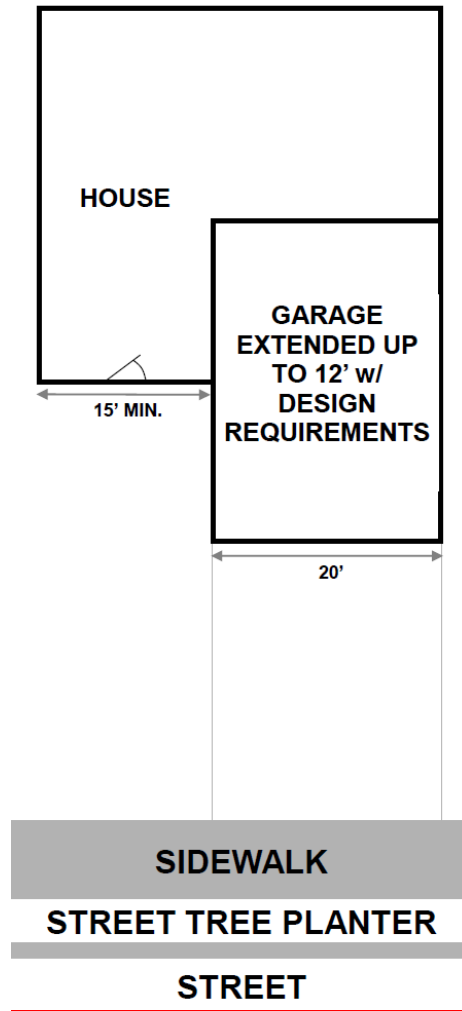 HOUSE
GARAGE
EXTENDED UP
TO 12’ w/
DESIGN
REQUIREMENTS
15’ MIN.
20’
SIDEWALK
STREET TREE PLANTER
STREET